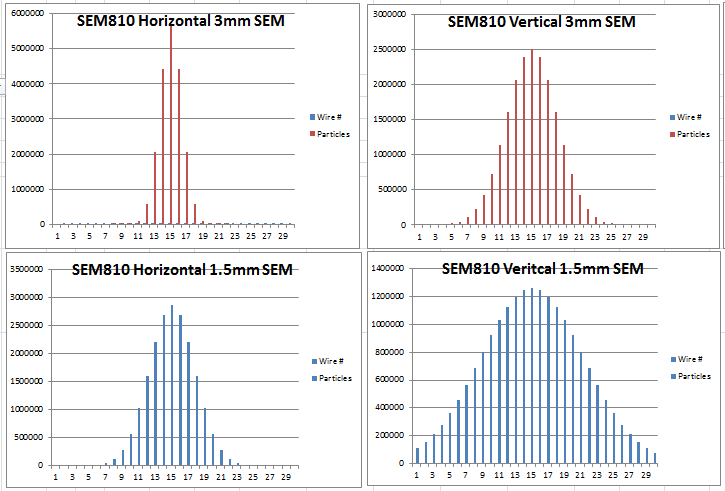 SEM810 Horizontal 3mm SEM
6000000
5000000
4000000
3000000
2000000
1000000
0
1 3 5 7 9 11 13 15 17 19 21 23 25 27 29
Wire #
Particles
SEM810 Vertical 3mm SEM
3000000
2500000
2000000
1500000
1000000
500000
0
1 3 5 7 9 11 13 15 17 19 21 23 25 27 29
Wire #
Particles
SEM810 Horizontal 1.5mm SEM
3500000
3000000
2500000
2000000
1500000
1000000
500000
0
1 3 5 7 9 11 13 15 17 19 21 23 25 27 29
Wire #
Particles
SEM810 Veritcal 1.5mm SEM
1400000
1200000
1000000
800000
600000
400000
200000
0
1 3 5 7 9 11 13 15 17 19 21 23 25 27 29
Wire #
Particles